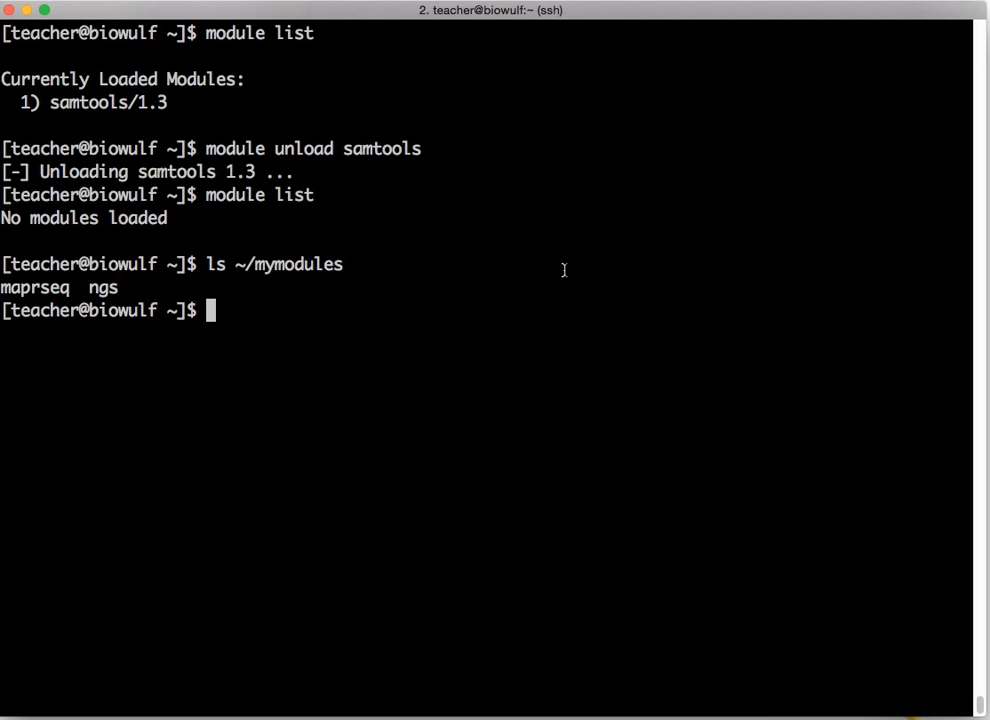 2. teacher@biowulf:~ (ssh)
[teacher@biowulf ~]$ module list
Currently Loaded Modules:
1) samtools/1.3
[teacher@biowulf ~]$ module unload samtools
[-] Unloading samtools 1.3 ...
[teacher@biowulf ~]$ module list
No modules loaded
[teacher@biowulf ~]$ ls ~/mymodules
maprseq  ngs
[teacher@biowulf ~]$